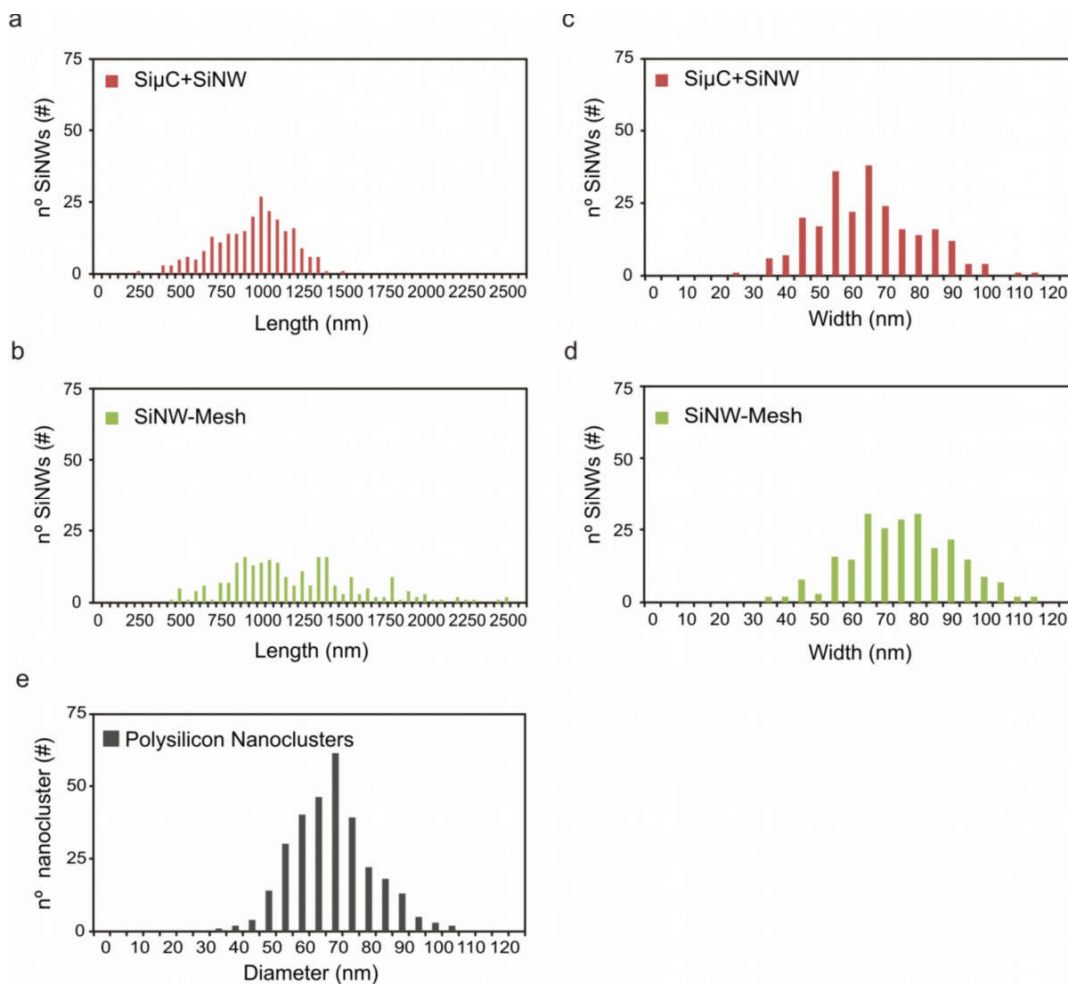 a
75
50
25
0
nº SiNWs (#)
SiµC+SiNW
0 250 500 750 1000 1250 1500 1750 2000 2250 2500
Length (nm)
c
75
50
25
0
nº SiNWs (#)
SiµC+SiNW
0 10 20 30 40 50 60 70 80 90 100 110 120
Width (nm)
b
75
50
25
0
nº SiNWs (#)
SiNW-Mesh
0 250 500 750 1000 1250 1500 1750 2000 2250 2500
Length (nm)
d
75
50
25
0
nº SiNWs (#)
SiNW-Mesh
0 10 20 30 40 50 60 70 80 90 100 110 120
Width (nm)
e
75
50
25
0
nº nanocluster (#)
Polysilicon Nanoclusters
0 10 20 30 40 50 60 70 80 90 100 110 120
Diameter (nm)